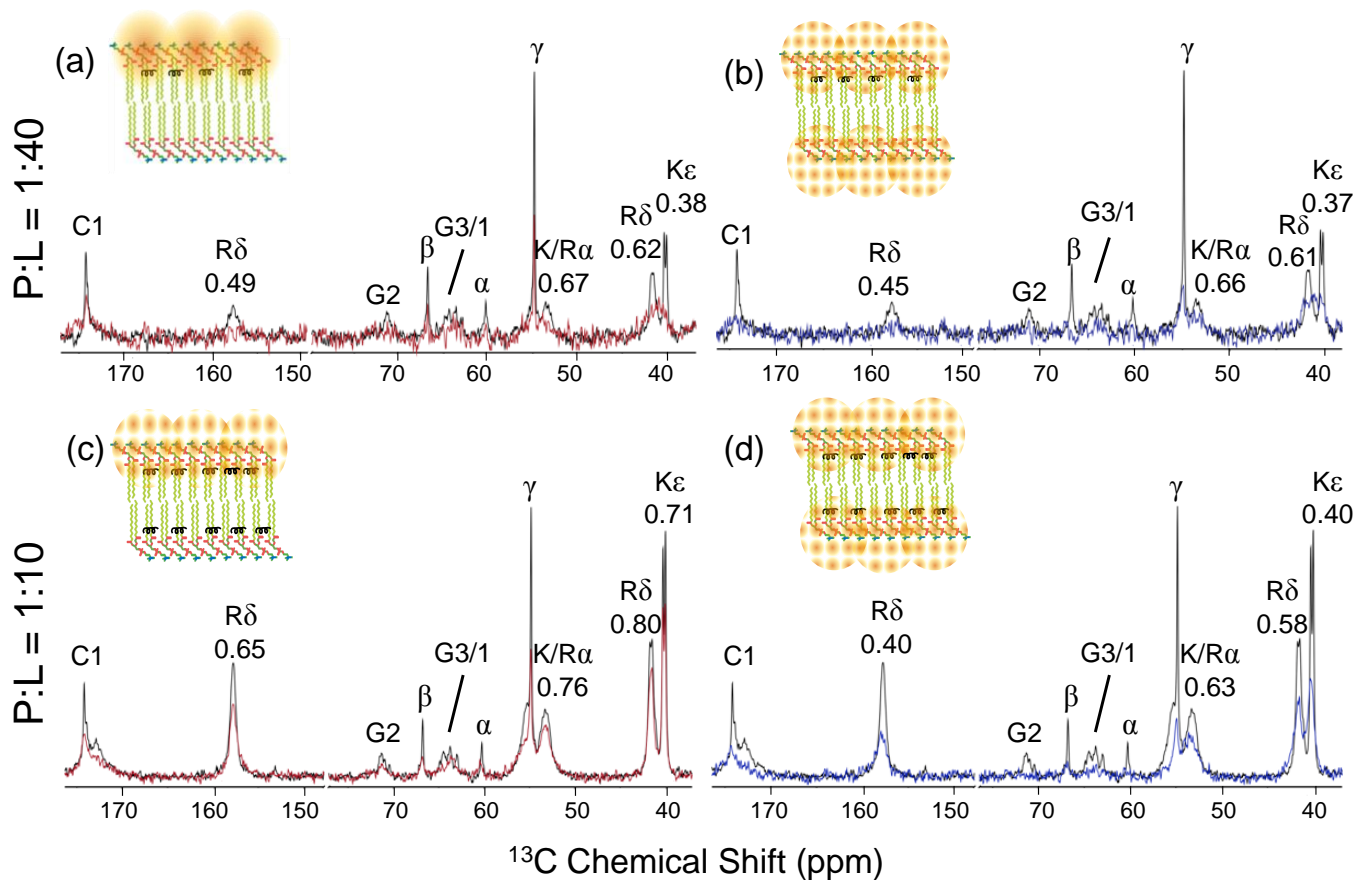 P:L = 1:40
(a)
C1
Rδ
0.49
G2
β
G3/1
α
γ
K/Rα
0.67
Rδ
0.62
Kε
0.38
170 160 150 70 60 50 40
(b)
C1
Rδ
0.45
G2
β
G3/1
α
γ
K/Rα
0.66
Rδ
0.61
Kε
0.37
170 160 150 70 60 50 40
P:L = 1:10
(c)
C1
Rδ
0.65
G2
β
G3/1
α
γ
K/Rα
0.76
Rδ
0.80
Kε
0.71
170 160 150 70 60 50 40
(d)
C1
Rδ
0.40
G2
β
G3/1
α
γ
K/Rα
0.63
Rδ
0.58
Kε
0.40
170 160 150 70 60 50 40
¹³C Chemical Shift (ppm)